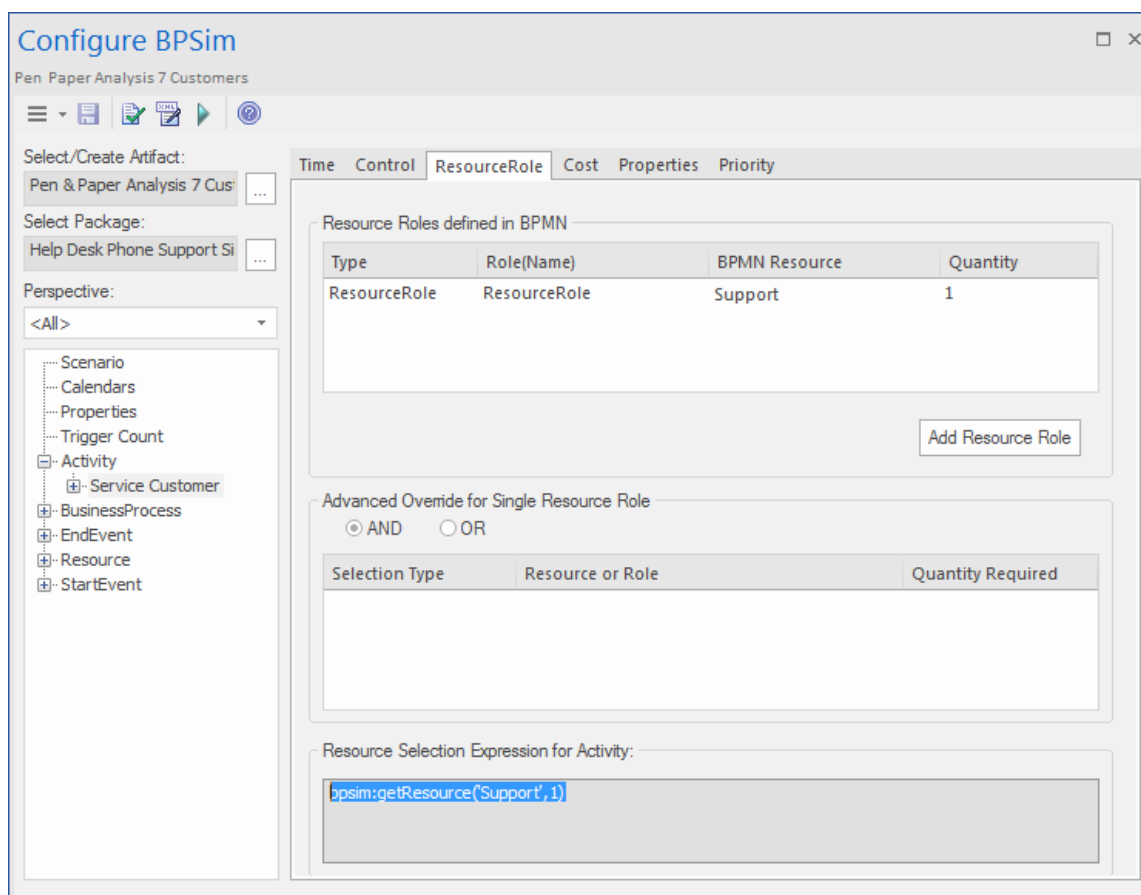 Configure BPSim
Pen Paper Analysis 7 Customers
Select/Create Artifact:
Pen & Paper Analysis 7 Cus
...
Select Package:
Help Desk Phone Support Si
...
Perspective:
<All>
Scenario
Calendars
Properties
Trigger Count
Activity
Service Customer
BusinessProcess
EndEvent
Resource
StartEvent
Time Control ResourceRole Cost Properties Priority
Resource Roles defined in BPMN
Type Role(Name) BPMN Resource Quantity
ResourceRole ResourceRole Support 1
Add Resource Role
Advanced Override for Single Resource Role
AND OR
Selection Type Resource or Role Quantity Required
Resource Selection Expression for Activity:
bpsim:getResource('Support',1)